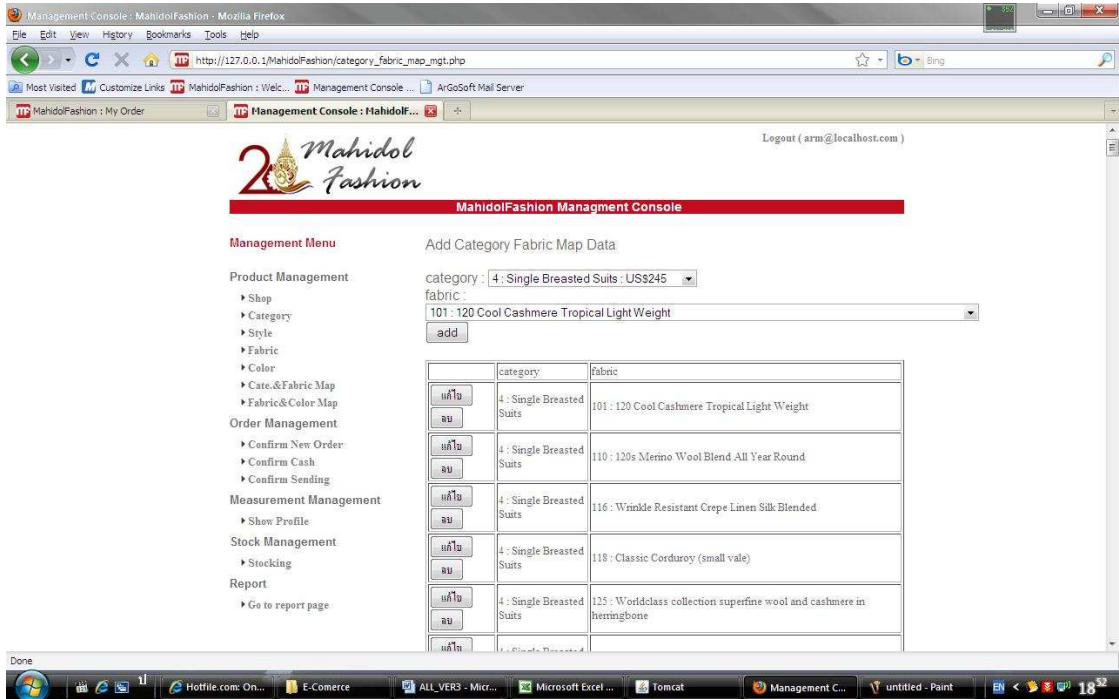 Management Console : MahidolFashion - Mozilla Firefox
File Edit View History Bookmarks Tools Help
http://127.0.0.1/MahidolFashion/category_fabric_map_mgt.php
Bing
Most Visited Customize Links MahidolFashion : Welc... Management Console ... ArGoSoft Mail Server
MahidolFashion : My Order Management Console : MahidolF...
Mahidol
Fashion
Logout ( arm@localhost.com )
MahidolFashion Managment Console
Management Menu
Product Management
Shop
Category
Style
Fabric
Color
Cate.&Fabric Map
Fabric&Color Map
Order Management
Confirm New Order
Confirm Cash
Confirm Sending
Measurement Management
Show Profile
Stock Management
Stocking
Report
Go to report page
Add Category Fabric Map Data
category : 4 : Single Breasted Suits : US$245
fabric :
101 : 120 Cool Cashmere Tropical Light Weight
add
category fabric
แก้ไข
ลบ
4 : Single Breasted
Suits
101 : 120 Cool Cashmere Tropical Light Weight
แก้ไข
ลบ
4 : Single Breasted
Suits
110 : 120s Merino Wool Blend All Year Round
แก้ไข
ลบ
4 : Single Breasted
Suits
116 : Wrinkle Resistant Crepe Linen Silk Blended
แก้ไข
ลบ
4 : Single Breasted
Suits
118 : Classic Corduroy (small vale)
แก้ไข
ลบ
4 : Single Breasted
Suits
125 : Worldclass collection superfine wool and cashmere in
herringbone
แก้ไข
Done
Hotfile.com: On... E-Comerce ALL_VER3 - Micr... Microsoft Excel ... Tomcat Management C... untitled - Paint EN 18 52